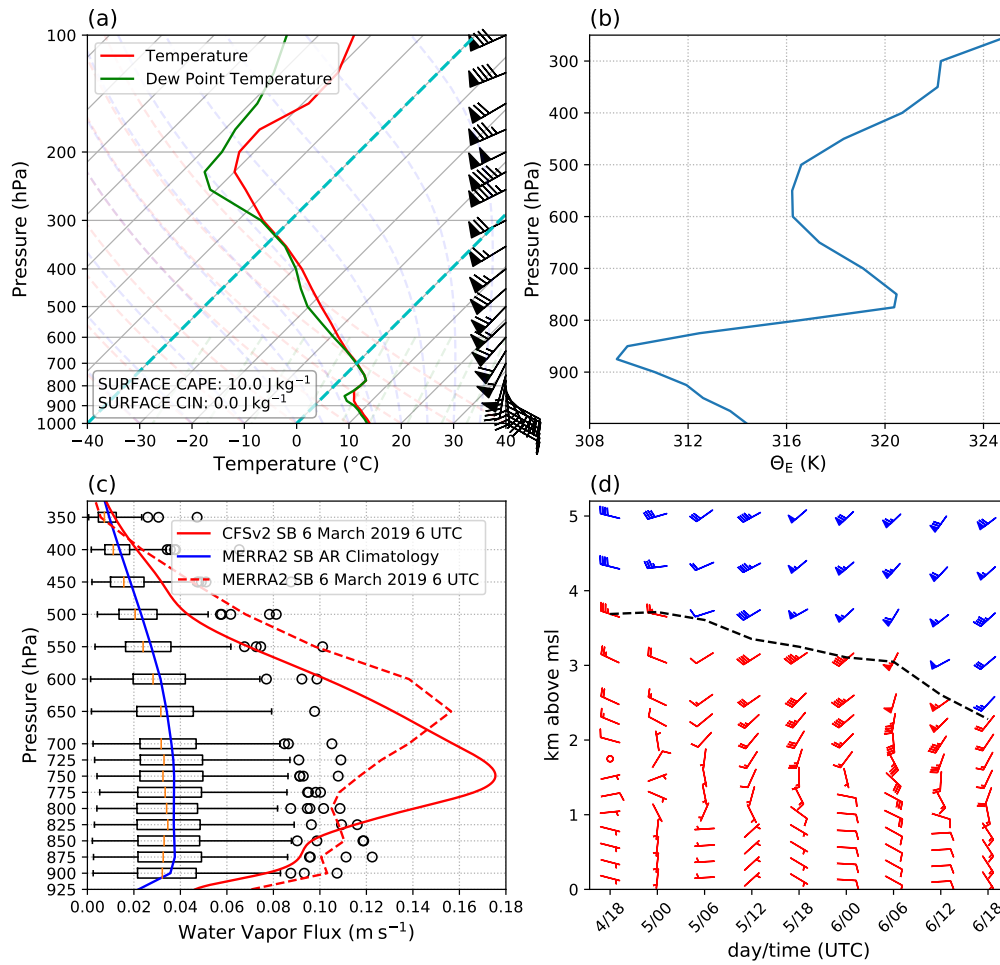 (a)
100
200
300
400
500
600
700
800
900
1000
Pressure (hPa)
Temperature
Dew Point Temperature
SURFACE CAPE: 10.0 J kg⁻¹
SURFACE CIN: 0.0 J kg⁻¹
−40 −30 −20 −10 0 10 20 30 40
Temperature (°C)
(b)
300
400
500
600
700
800
900
Pressure (hPa)
308 312 316 320 324
Θ_E (K)
(c)
350
400
450
500
550
600
650
700
725
750
775
800
825
850
875
900
925
Pressure (hPa)
CFSv2 SB 6 March 2019 6 UTC
MERRA2 SB AR Climatology
MERRA2 SB 6 March 2019 6 UTC
0.00 0.02 0.04 0.06 0.08 0.10 0.12 0.14 0.16 0.18
Water Vapor Flux (m s⁻¹)
(d)
5
4
3
2
1
0
km above msl
4/18 5/00 5/06 5/12 5/18 6/00 6/06 6/12 6/18
day/time (UTC)